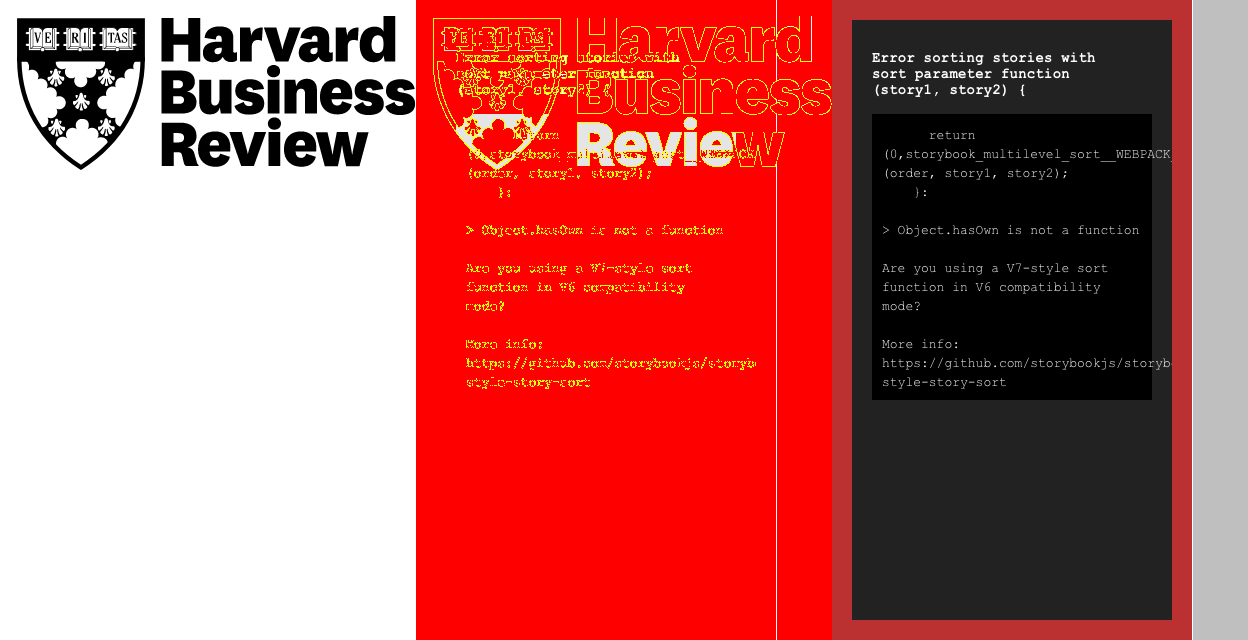 VE RI TAS
Harvard
Business
Review
VE RI TAS
Harvard
Business
Review
Error sorting stories with
sort parameter function
(story1, story2) {
return
(0,storybook_multilevel_sort__WEBPACK_
(order, story1, story2);
};
> Object.hasOwn is not a function
Are you using a V7-style sort
function in V6 compatibility
mode?
More info:
https://github.com/storybookjs/storyb
style-story-sort
Error sorting stories with
sort parameter function
(story1, story2) {
return
(0,storybook_multilevel_sort__WEBPACK_
(order, story1, story2);
};
> Object.hasOwn is not a function
Are you using a V7-style sort
function in V6 compatibility
mode?
More info:
https://github.com/storybookjs/storyb
style-story-sort